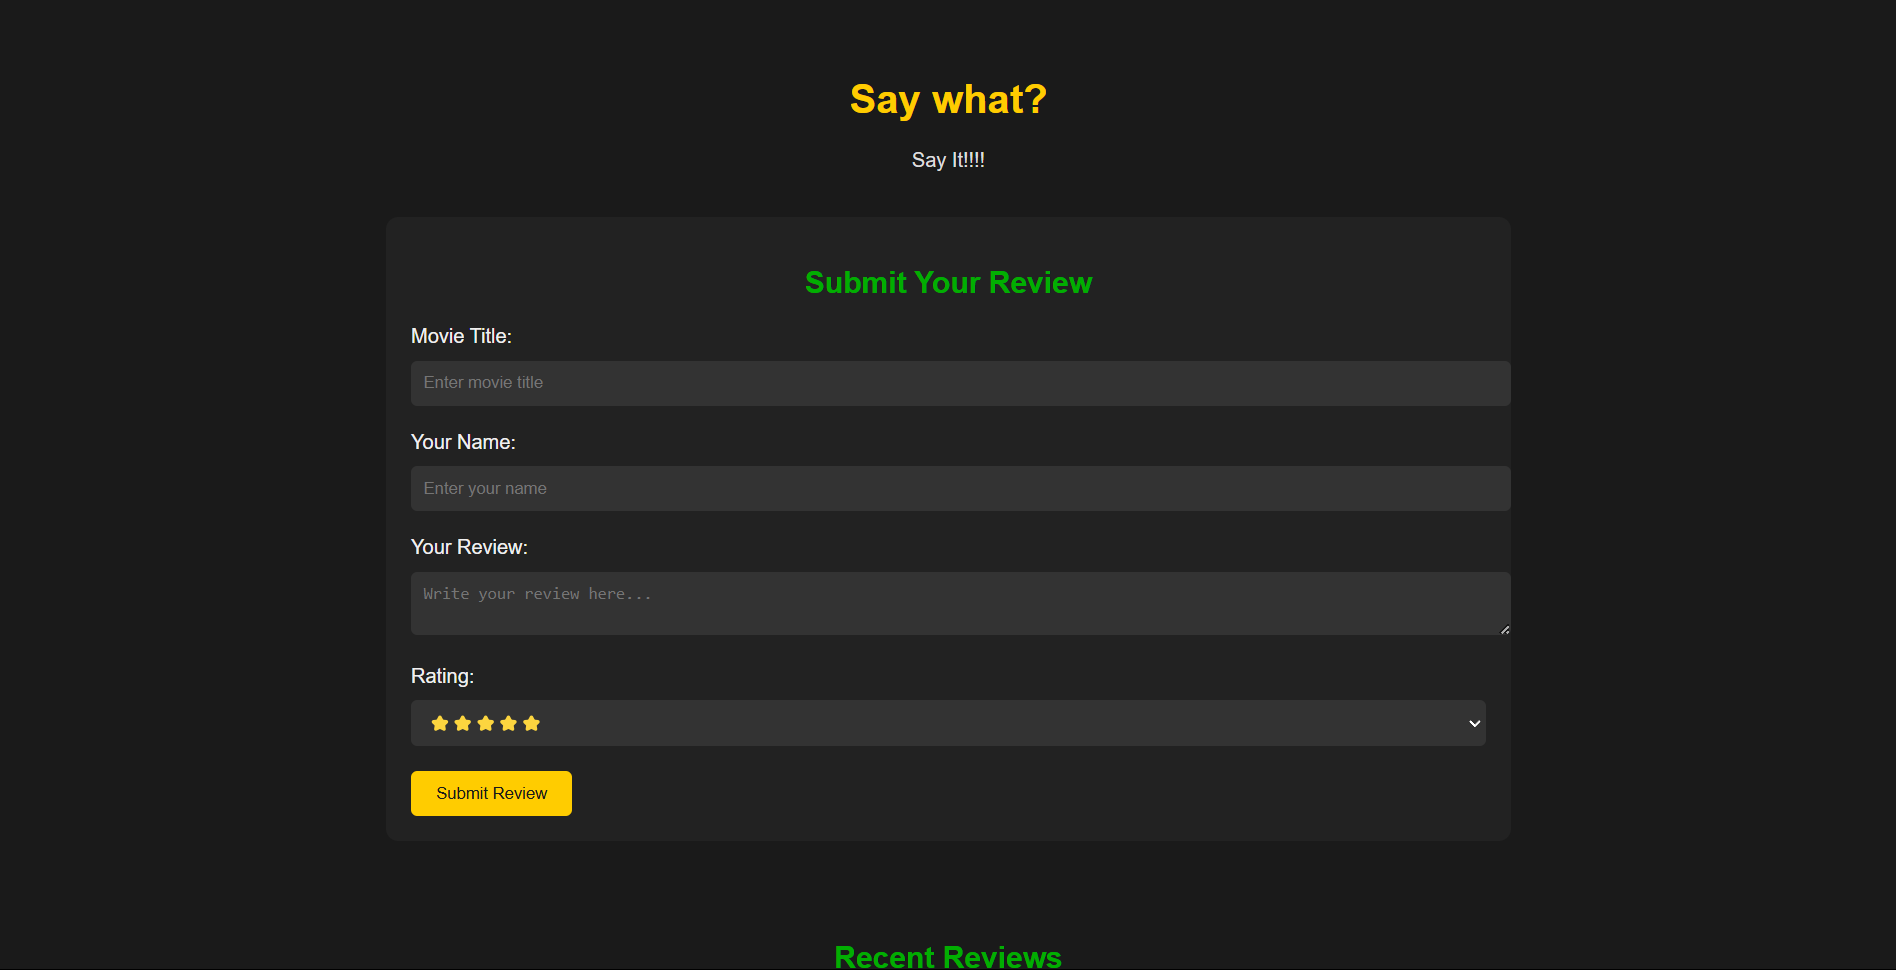 Say what?
Say It!!!!
Submit Your Review
Movie Title:
Enter movie title
Your Name:
Enter your name
Your Review:
Write your review here...
Rating:
Submit Review
Recent Reviews